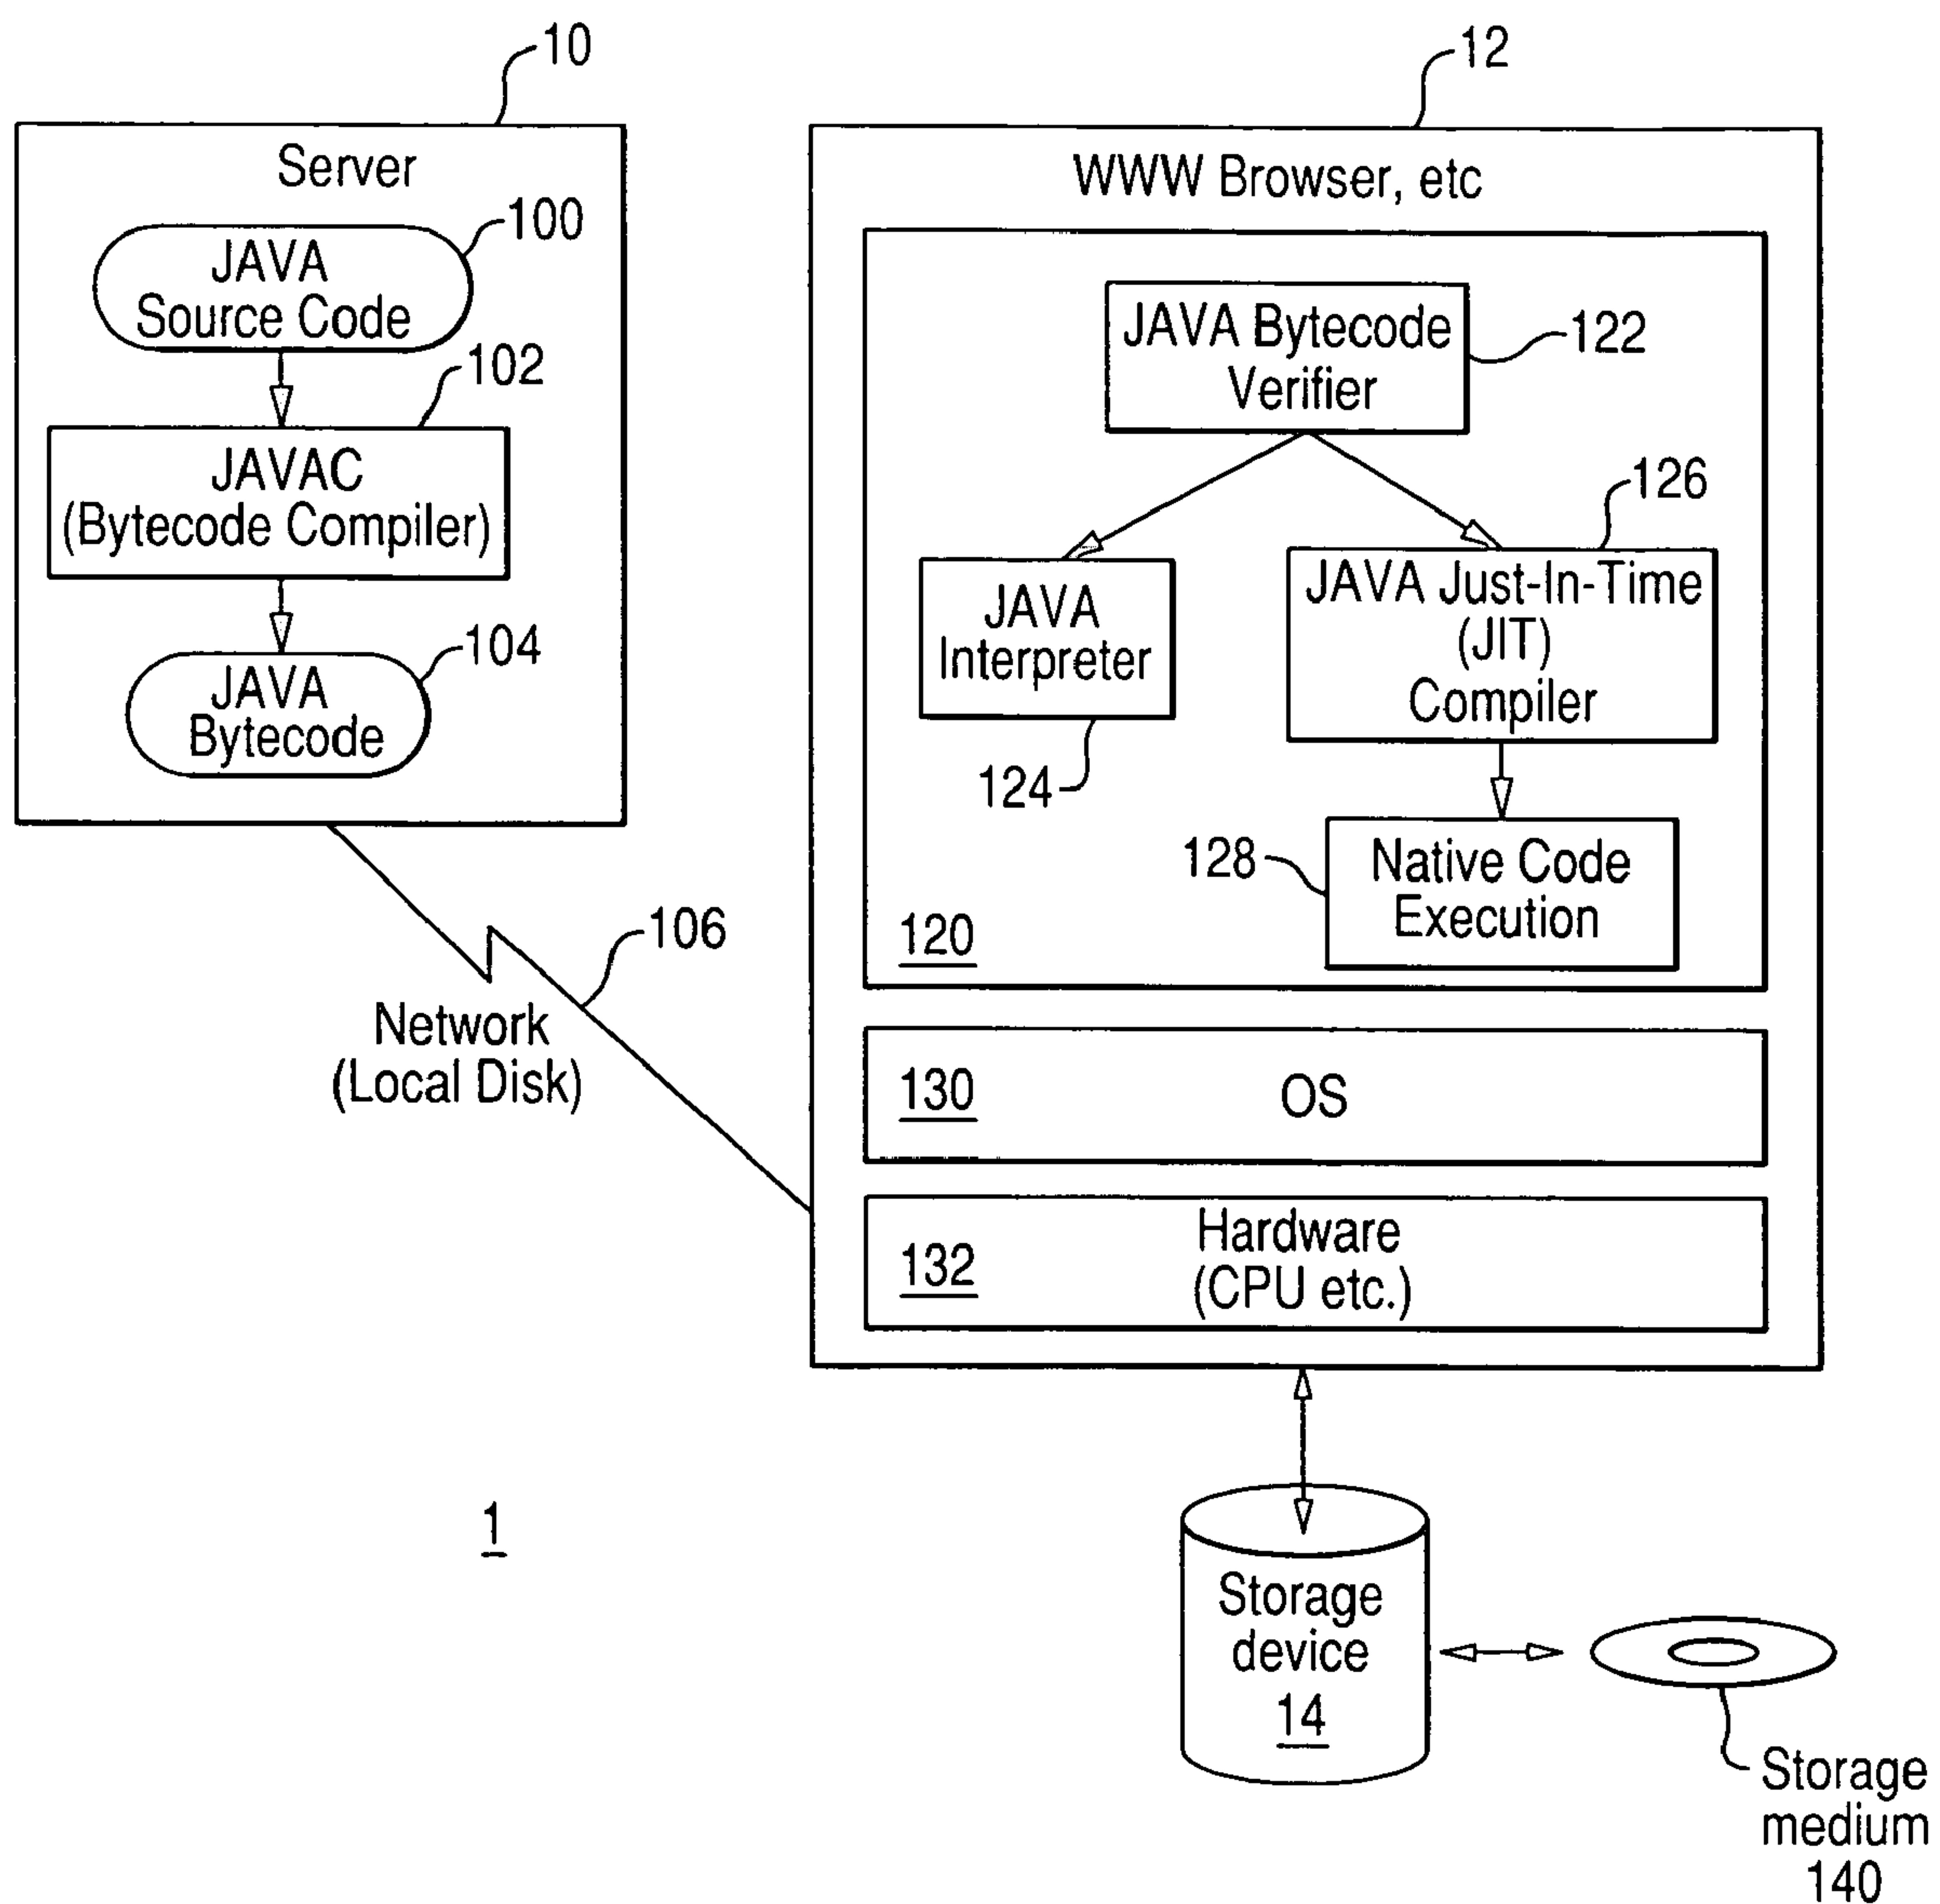 10
Server
100
JAVA
Source Code
102
JAVAC
(Bytecode Compiler)
104
JAVA
Bytecode
106
Network
(Local Disk)
12
WWW Browser, etc
JAVA Bytecode
Verifier
122
126
JAVA
Interpreter
124
JAVA Just-In-Time
(JIT)
Compiler
128
Native Code
Execution
120
130
OS
132
Hardware
(CPU etc.)
1
Storage
device
14
Storage
medium
140